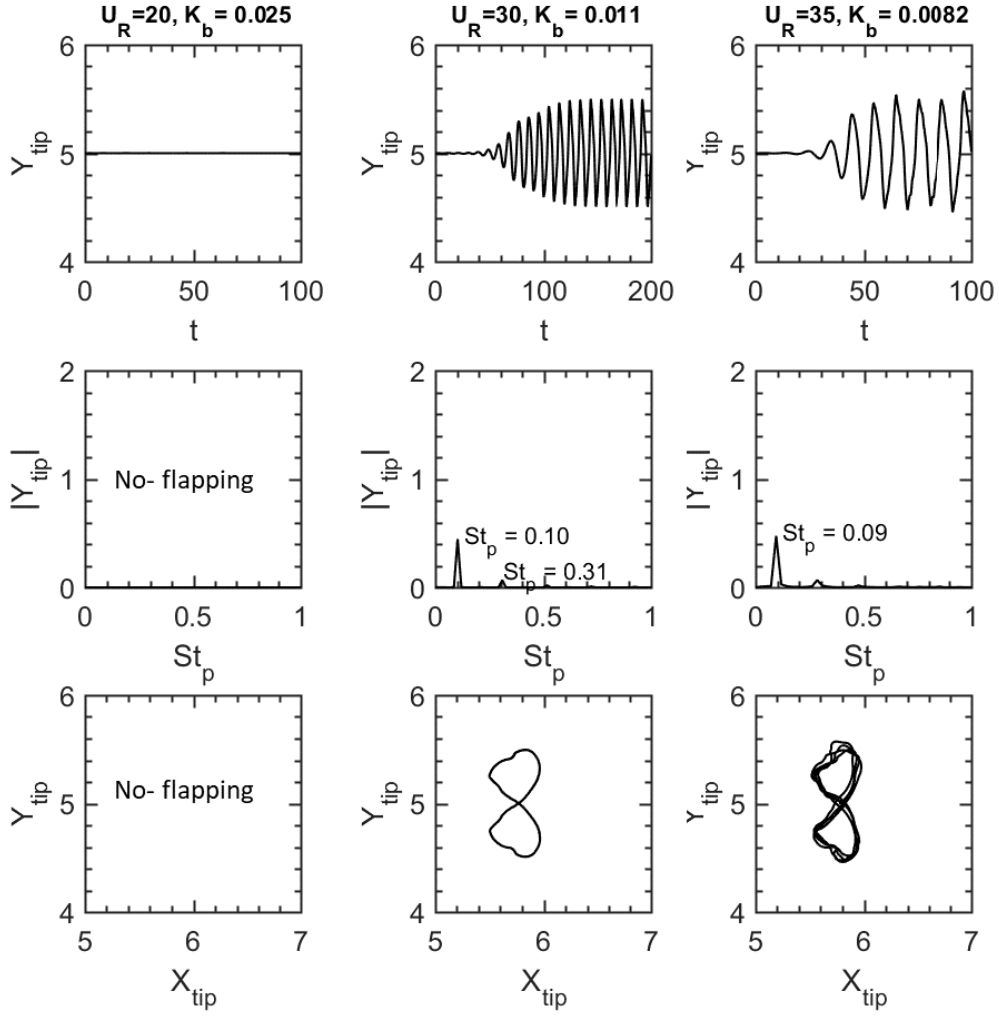 U_R=20, K_b = 0.025
U_R=30, K_b = 0.011
U_R=35, K_b = 0.0082
Y_tip
6
5
4
0
50
100
t
Y_tip
6
5
4
0
100
200
t
Y_tip
6
5
4
0
50
100
t
|Y_tip|
2
1
0
No- flapping
0
0.5
1
St_p
|Y_tip|
2
1
0
St_p = 0.10
St_p = 0.31
0
0.5
1
St_p
|Y_tip|
2
1
0
St_p = 0.09
0
0.5
1
St_p
Y_tip
6
5
4
No- flapping
5
6
7
X_tip
Y_tip
6
5
4
5
6
7
X_tip
Y_tip
6
5
4
5
6
7
X_tip